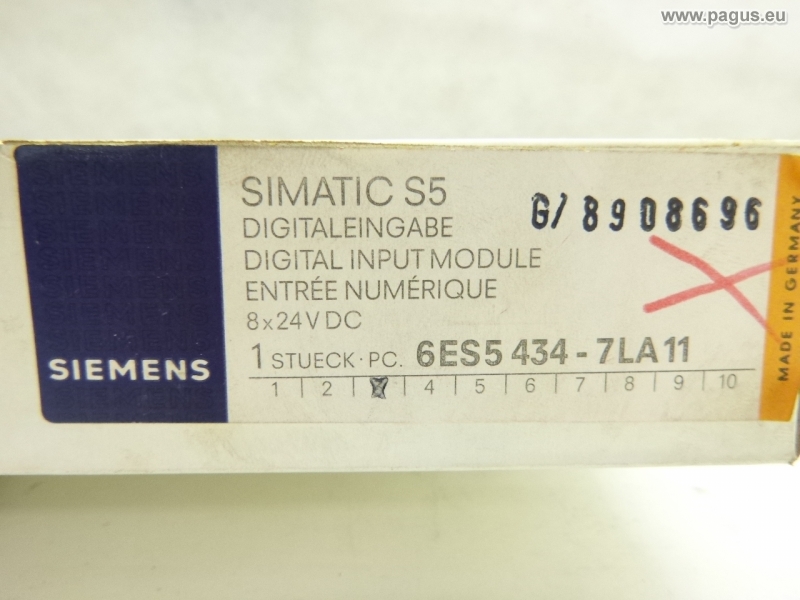 www.pagus.eu
SIEMENS
SIMATIC S5
DIGITALEINGABE
DIGITAL INPUT MODULE
ENTRÉE NUMÉRIQUE
8x24V DC
1 STUECK·PC. 6ES5 434-7LA11
1 | 2 | | 4 | 5 | 6 | 7 | 8 | 9 | 10
G/8908696
MADE IN GERMANY